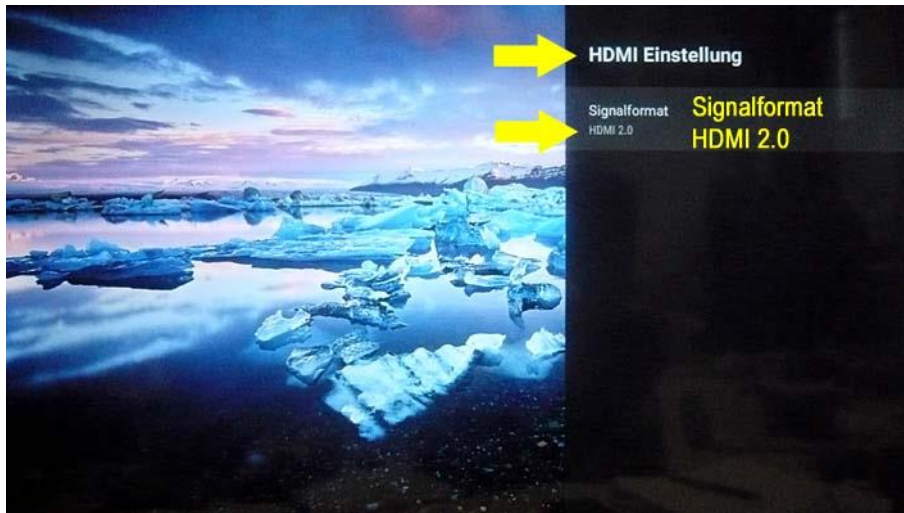 HDMI Einstellung
Signalformat
HDMI 2.0
Signalformat
HDMI 2.0